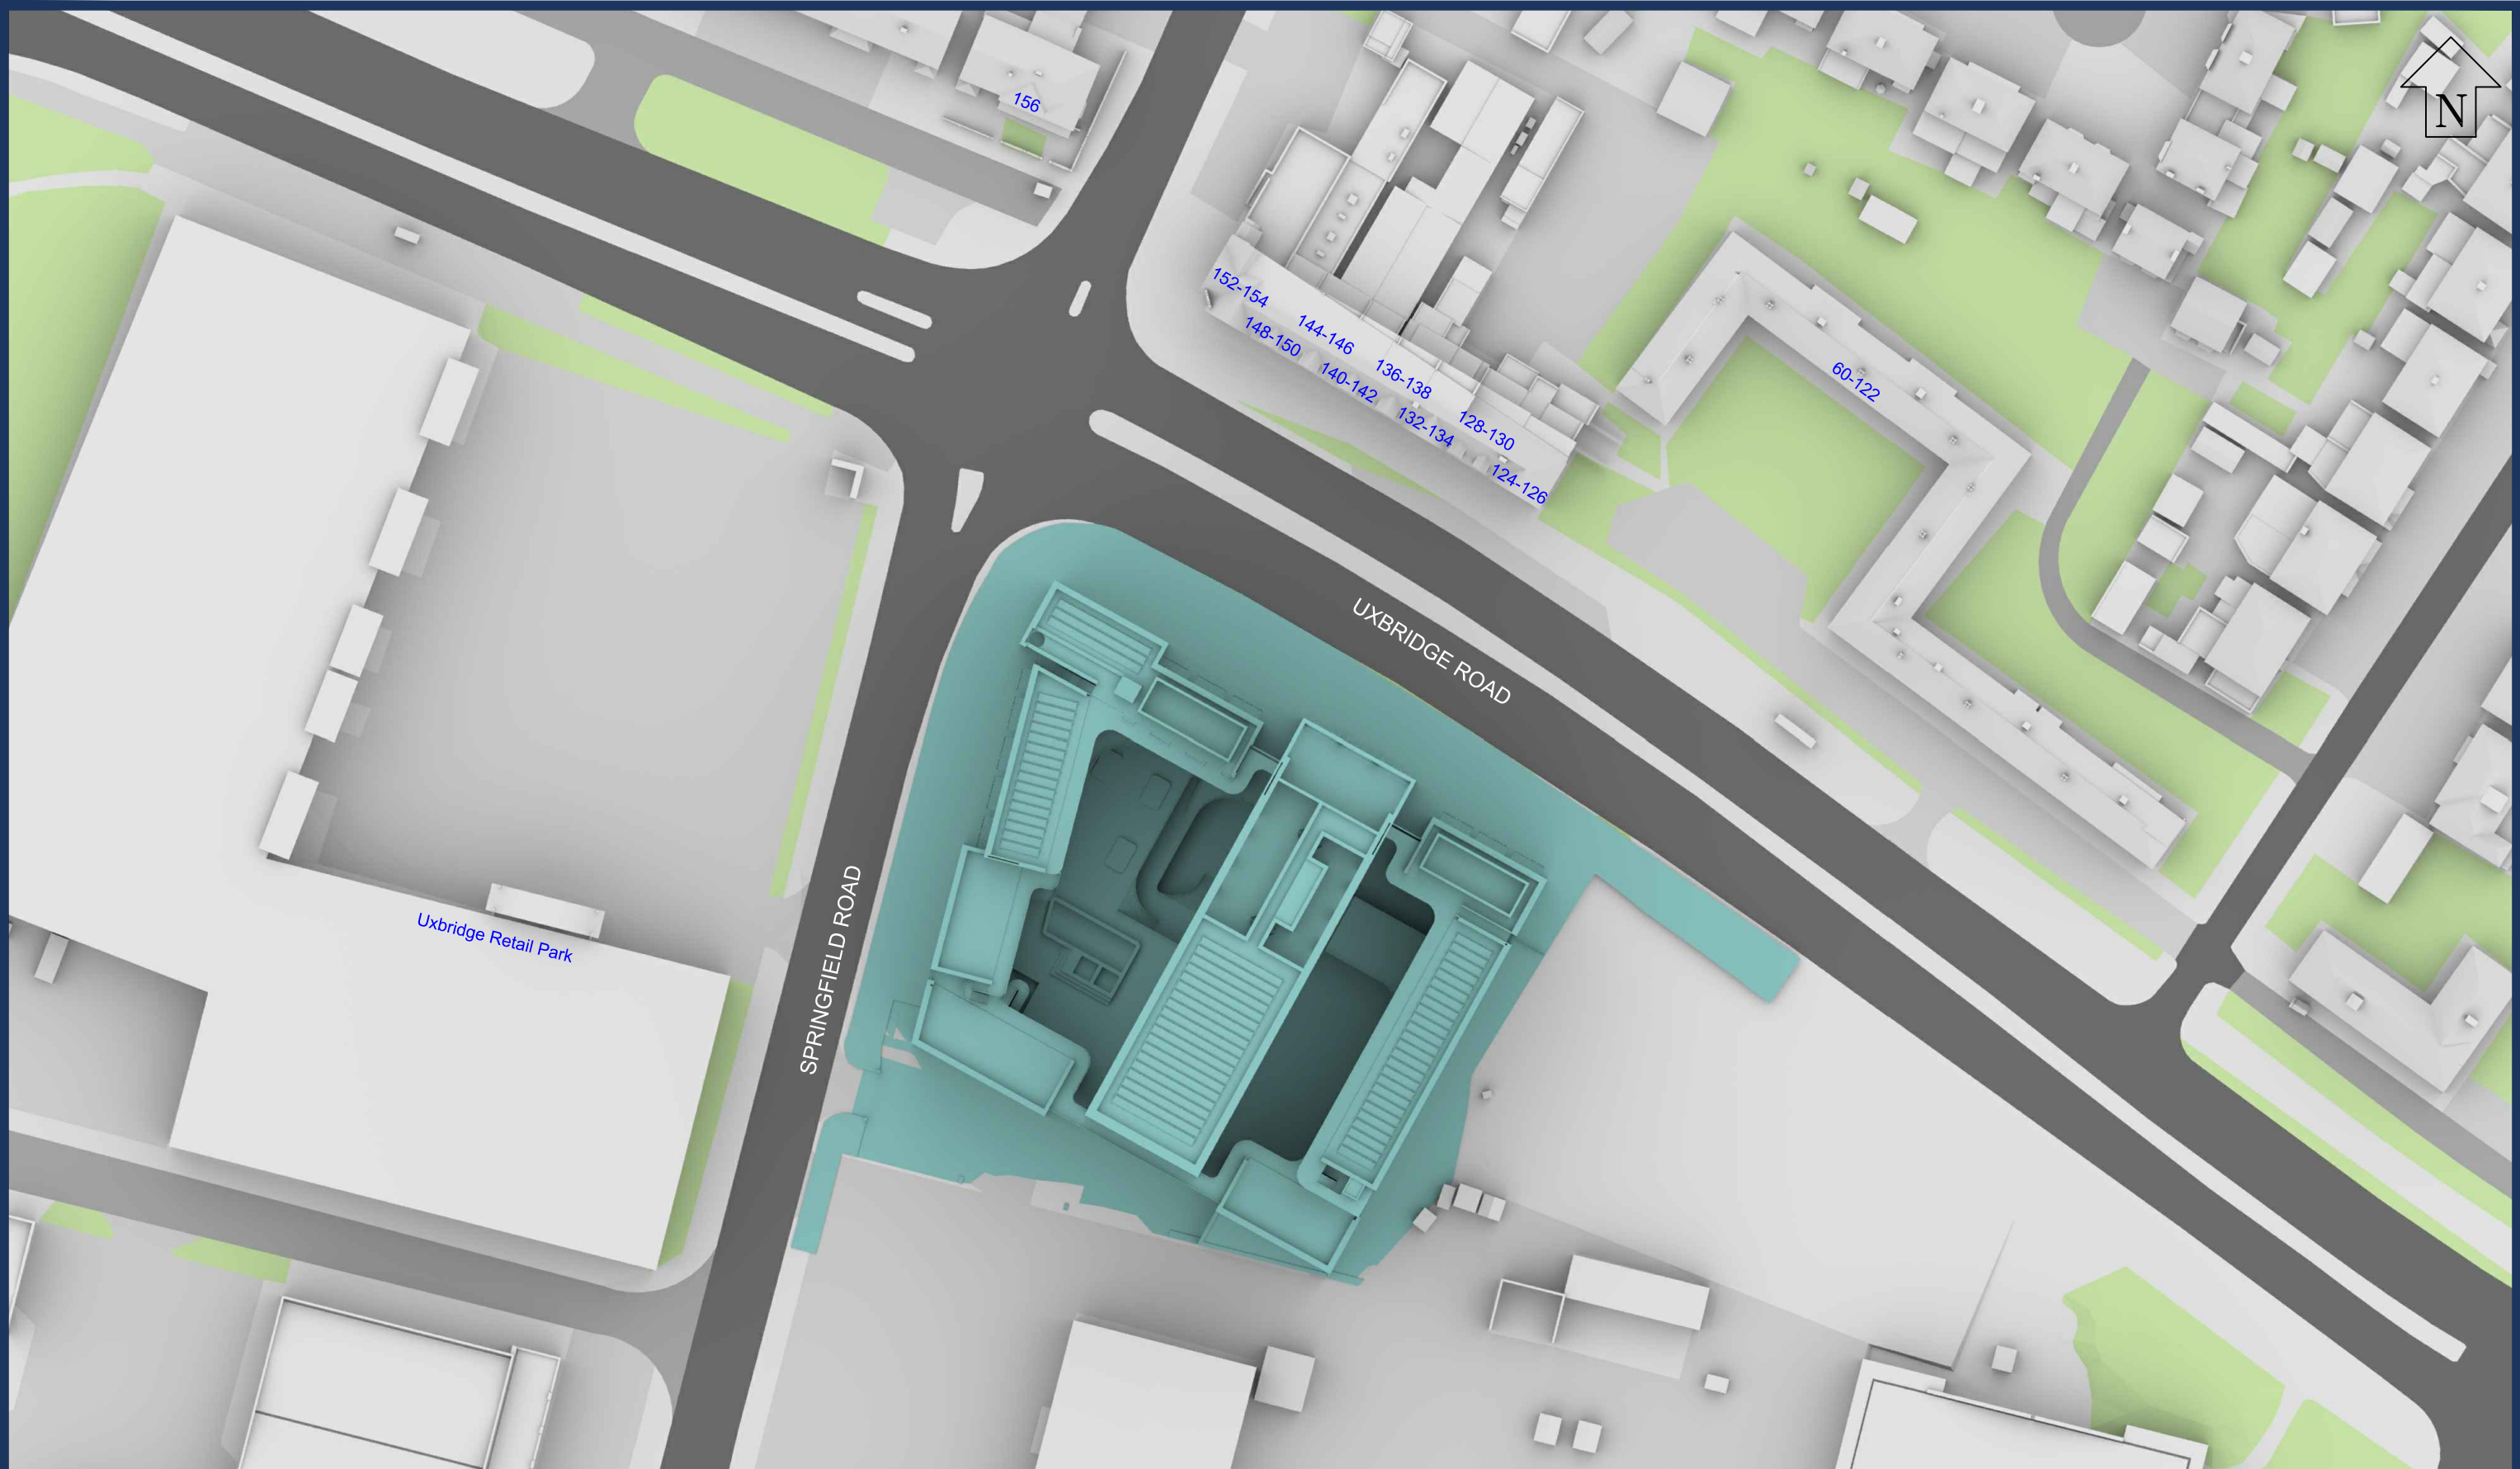 156
N
152-154
148-150
144-146
140-142
136-138
132-134
128-130
124-126
60-122
UXBRIDGE ROAD
SPRINGFIELD ROAD
Uxbridge Retail Park